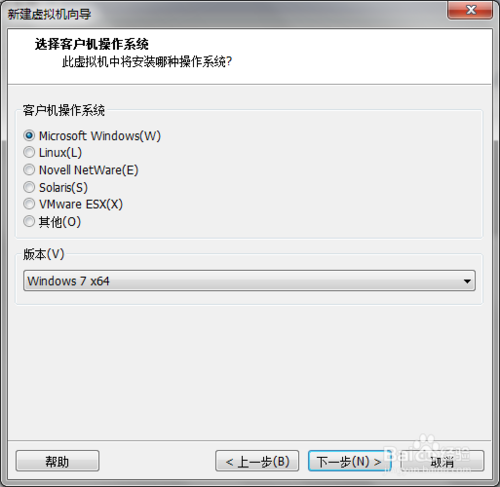 新建虚拟机向导
选择客户机操作系统
此虚拟机中将安装哪种操作系统?
客户机操作系统
Microsoft Windows(W)
Linux(L)
Novell NetWare(E)
Solaris(S)
VMware ESX(X)
其他(O)
版本(V)
Windows 7 x64
帮助
< 上一步(B)
下一步(N) >
取消
Baidu 经验